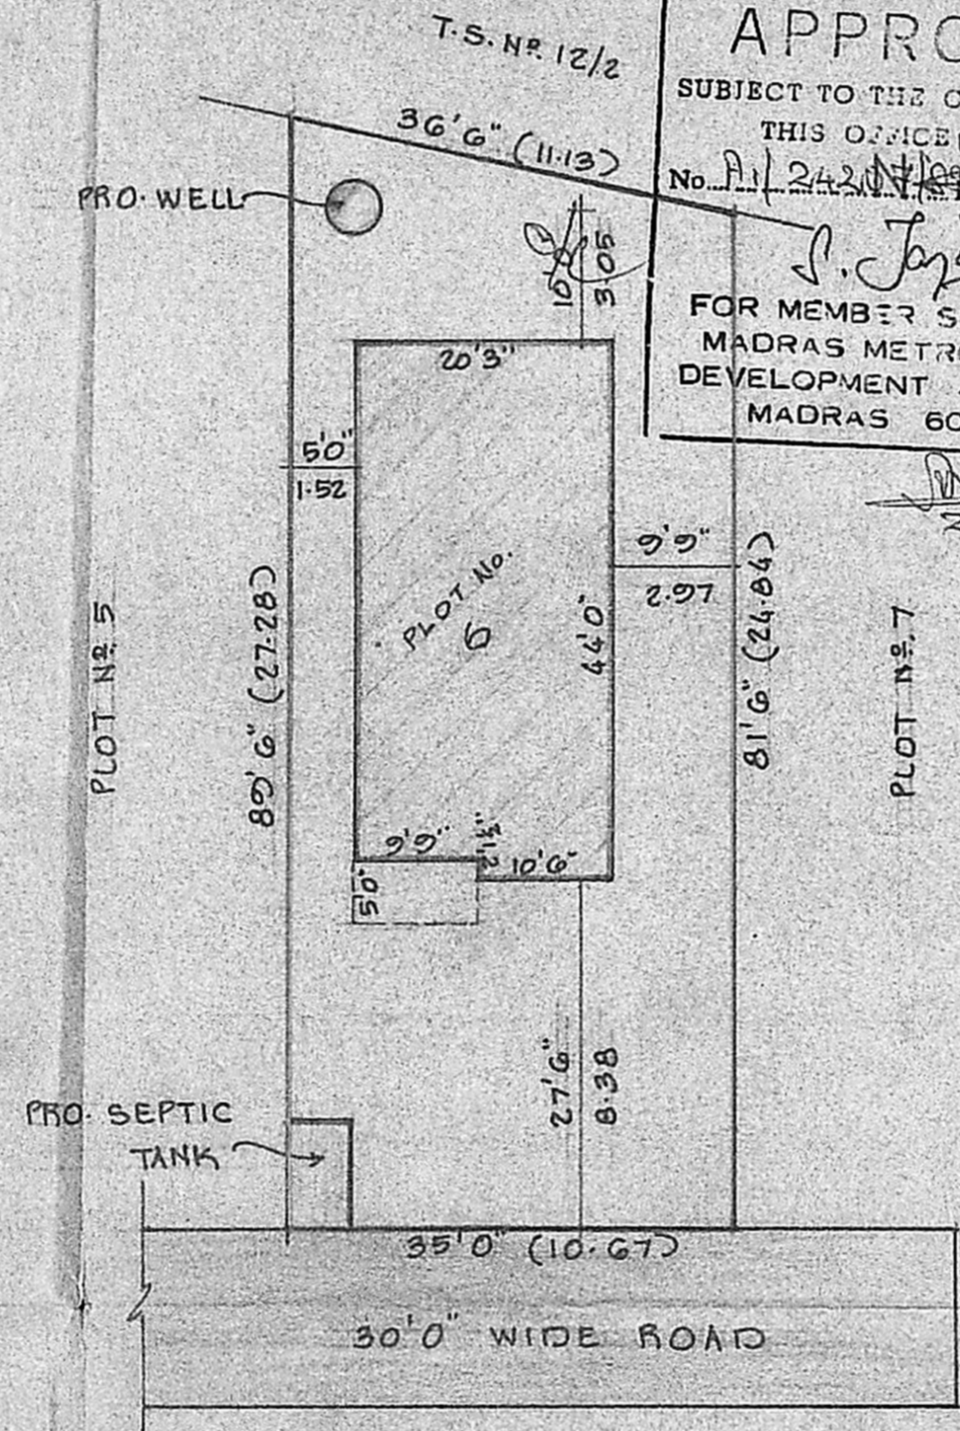 T.S. Nº. 12/2
APPRO
SUBJECT TO THE C
THIS OFFICE
No. A1/
FOR MEMBER S
MADRAS METRO
DEVELOPMENT
MADRAS 60
36'6" (11.13)
PRO. WELL
3.05
20'3"
5'0"
1.52
9'9"
2.97
PLOT No.
6
44'0"
PLOT Nº. 5
89'6" (27.28)
81'6" (24.84)
PLOT Nº. 7
9'9"
10'6"
5'0"
27'6"
8.38
PRO. SEPTIC
TANK
35'0" (10.67)
30'0" WIDE ROAD